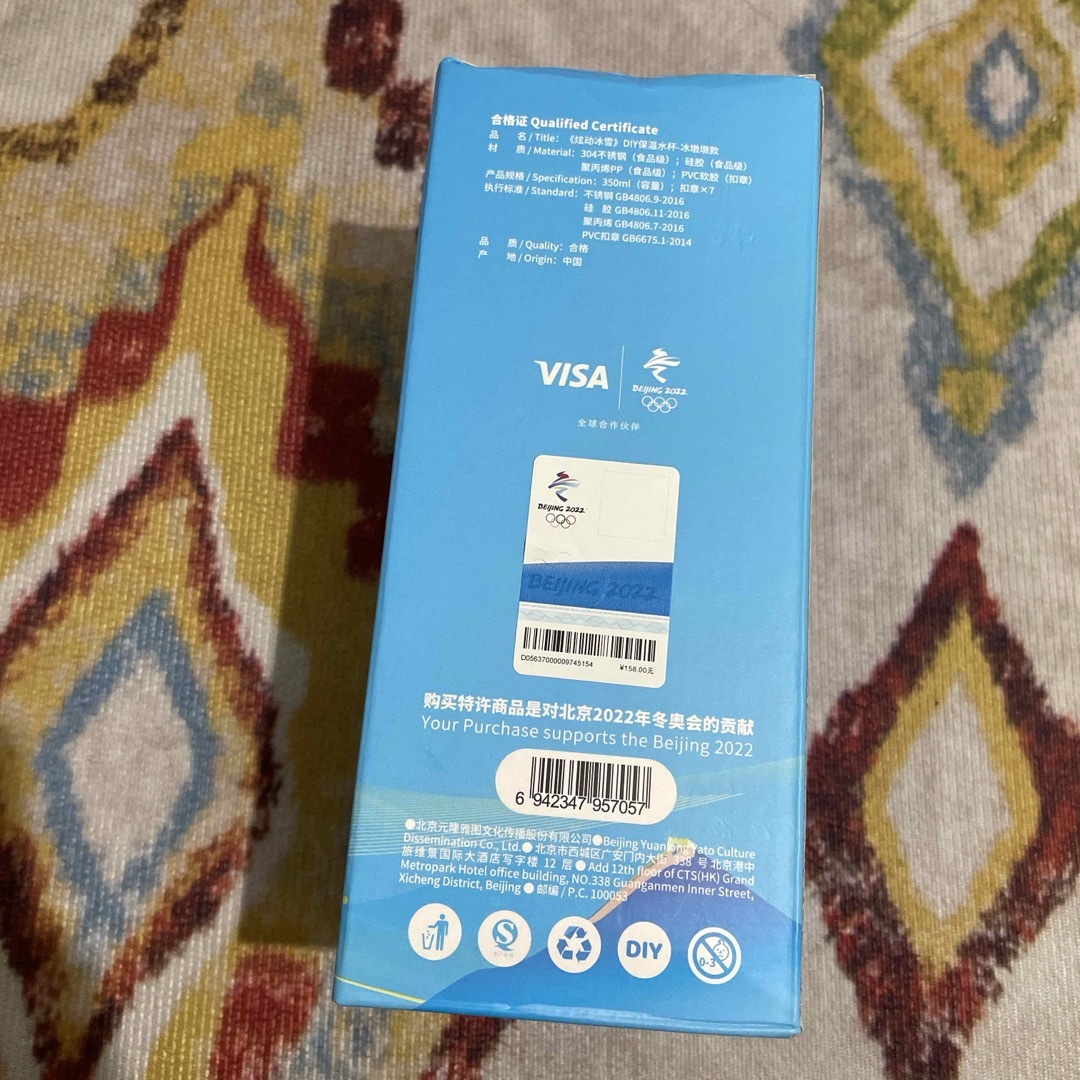 合格证 Qualified Certificate
品 名 / Title: 《炫动冰雪》DIY保温水杯-冰墩墩款
材 质 / Material: 304不锈钢（食品级）；硅胶（食品级）
聚丙烯PP（食品级）；PVC软胶（扣章）
产品规格 / Specification: 350ml（容量）；扣章×7
执行标准 / Standard: 不锈钢 GB4806.9-2016
硅 胶 GB4806.11-2016
聚丙烯 GB4806.7-2016
PVC扣章 GB6675.1-2014
品 质 / Quality: 合格
产 地 / Origin: 中国
VISA
BEIJING 2022
全球合作伙伴
BEIJING 2022
BEIJING 2022
D05637000009745154 ¥158.00元
购买特许商品是对北京2022年冬奥会的贡献
Your Purchase supports the Beijing 2022
6 942347 957057
●北京元隆雅图文化传播股份有限公司●Beijing Yuanlong Yato Culture
Dissemination Co., Ltd.● 北京市西城区广安门内大街 338 号北京港中
旅维景国际大酒店写字楼 12 层 ● Add 12th floor of CTS(HK) Grand
Metropark Hotel office building, NO.338 Guanganmen Inner Street,
Xicheng District, Beijing ● 邮编 / P.C. 100053
DIY
0-3